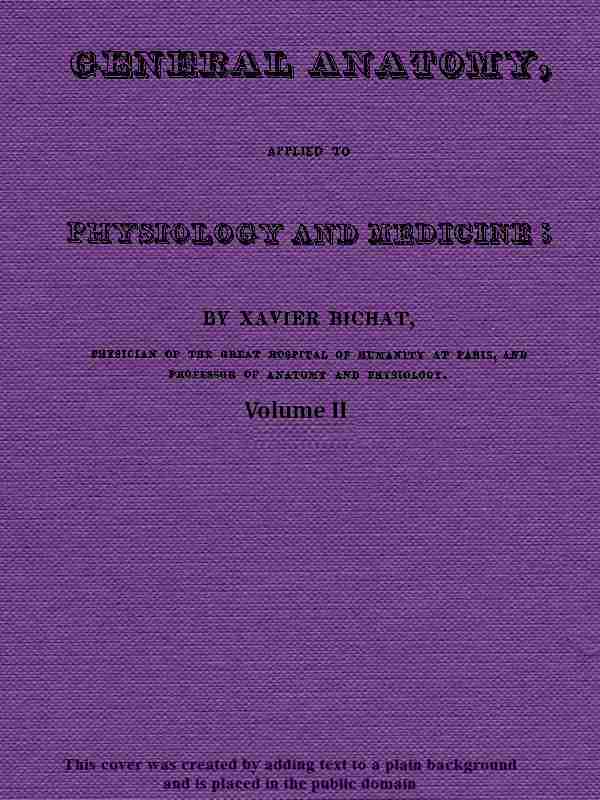 GENERAL ANATOMY,
APPLIED TO
PHYSIOLOGY AND MEDICINE;
BY XAVIER BICHAT,
PHYSICIAN OF THE GREAT HOSPITAL OF HUMANITY AT PARIS, AND
PROFESSOR OF ANATOMY AND PHYSIOLOGY.
Volume II
This cover was created by adding text to a plain background
and is placed in the public domain